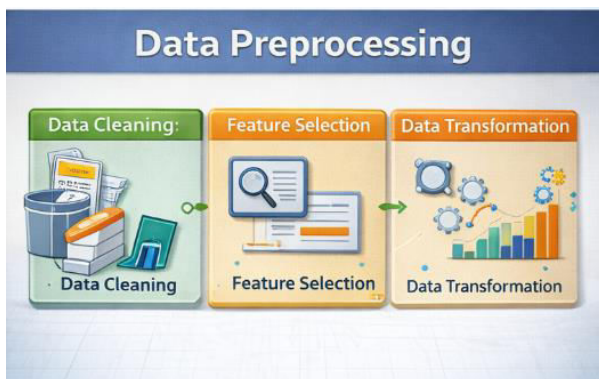 Data Preprocessing
Data Cleaning:
Feature Selection
Data Transformation
Data Cleaning
Feature Selection
Data Transformation